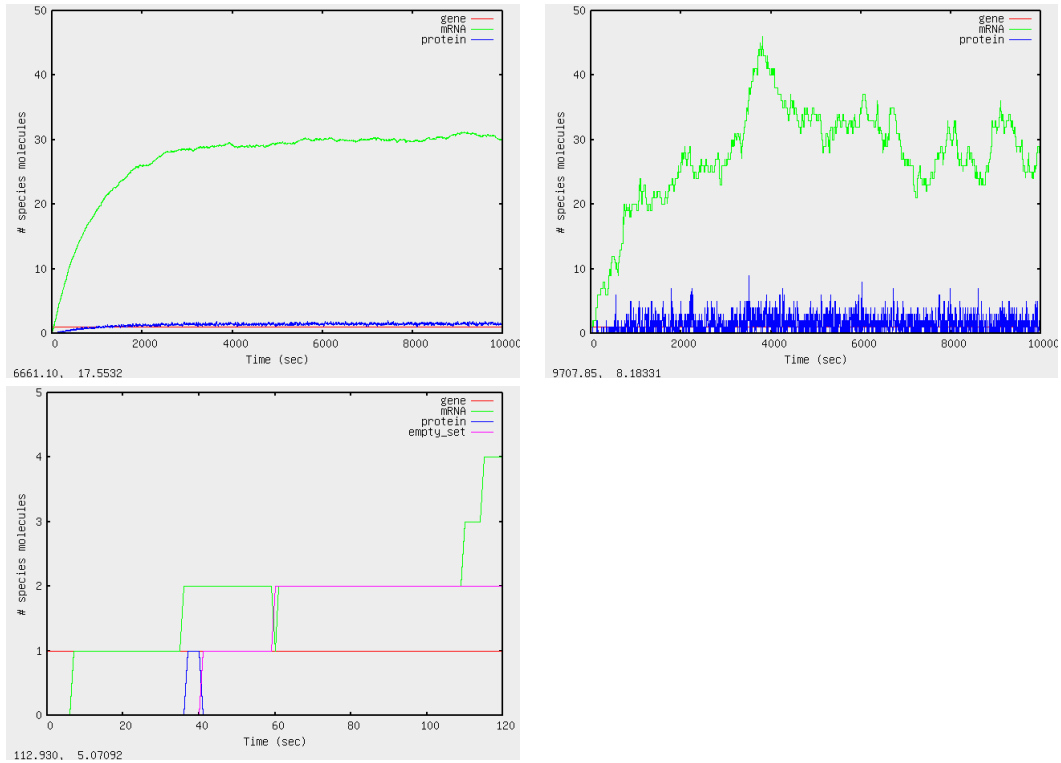 50
40
30
20
10
0
# species molecules
gene
mRNA
protein
0 2000 4000 6000 8000 10000
Time (sec)
6661.10, 17.5532
50
40
30
20
10
0
# species molecules
gene
mRNA
protein
0 2000 4000 6000 8000 10000
Time (sec)
9707.85, 8.18331
5
4
3
2
1
0
# species molecules
gene
mRNA
protein
empty_set
0 20 40 60 80 100 120
Time (sec)
112.930, 5.07092